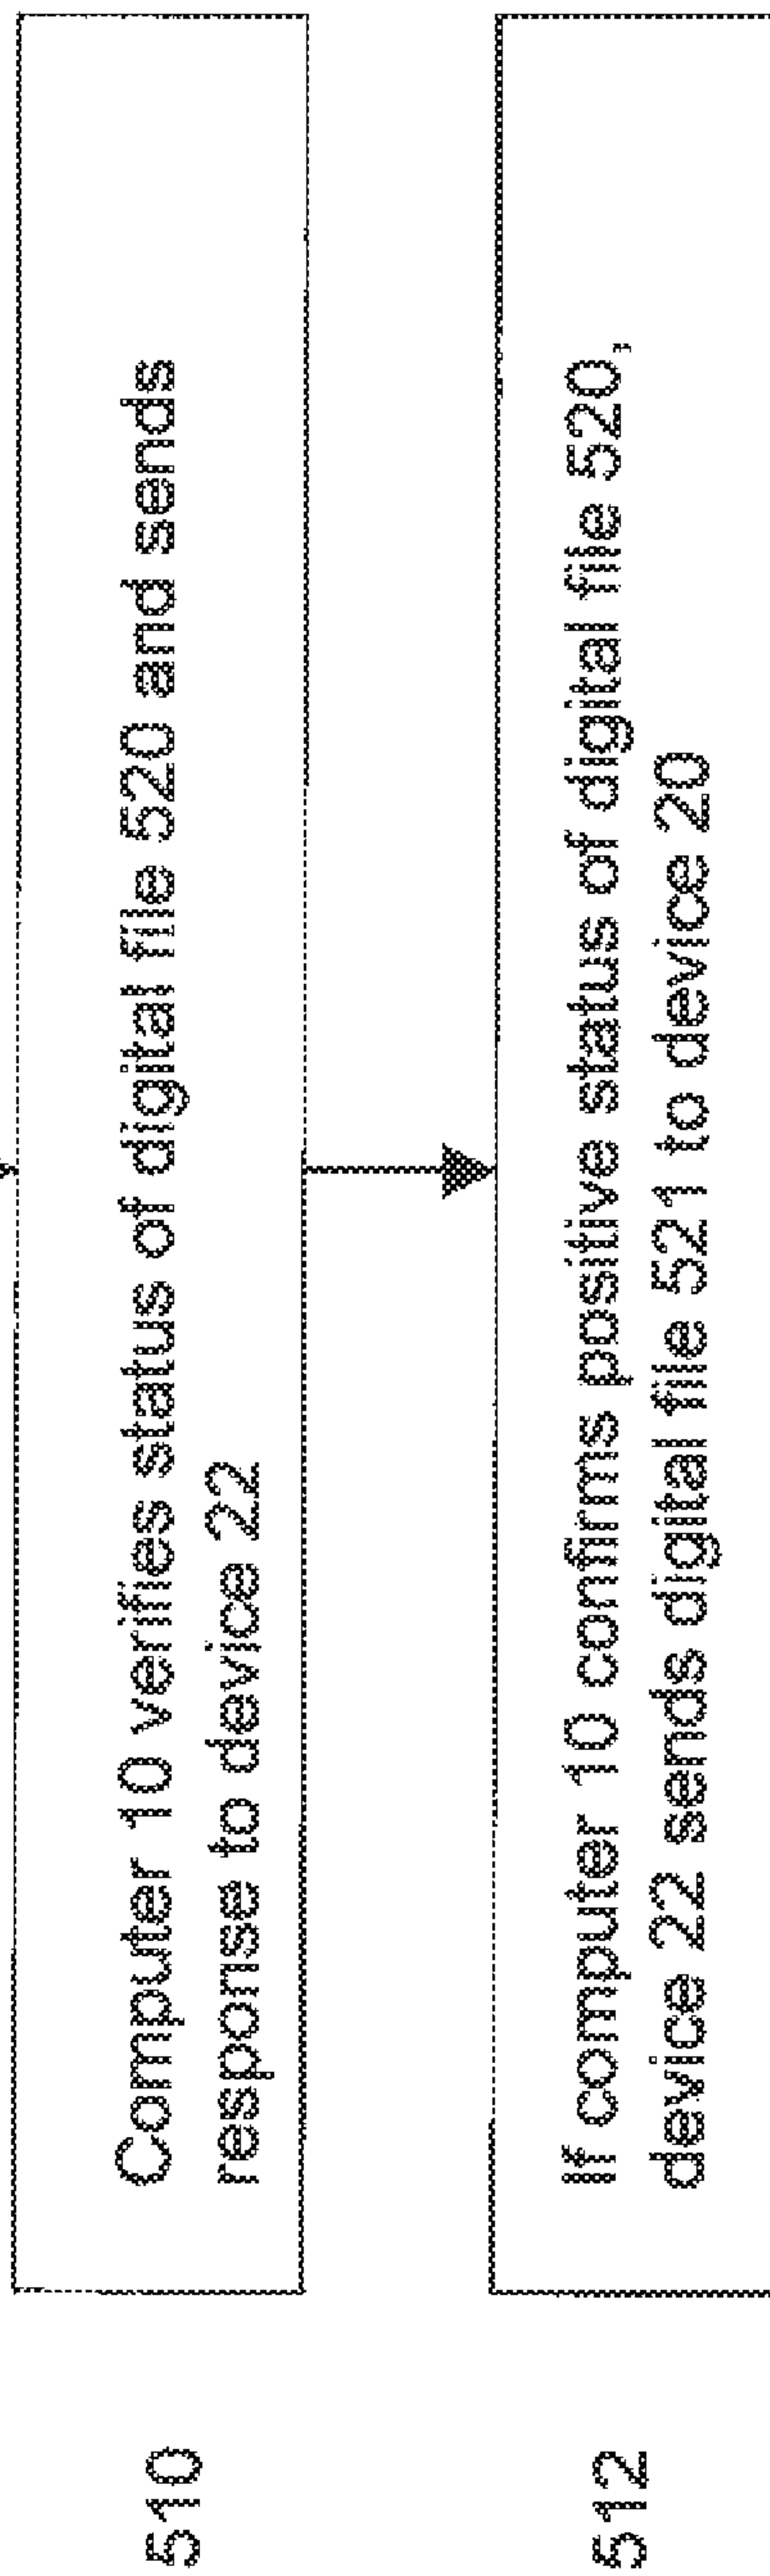 510
Computer 10 verifies status of digital file 520 and sends
response to device 22
512
If computer 10 confirms positive status of digital file 520,
device 22 sends digital file 521 to device 20